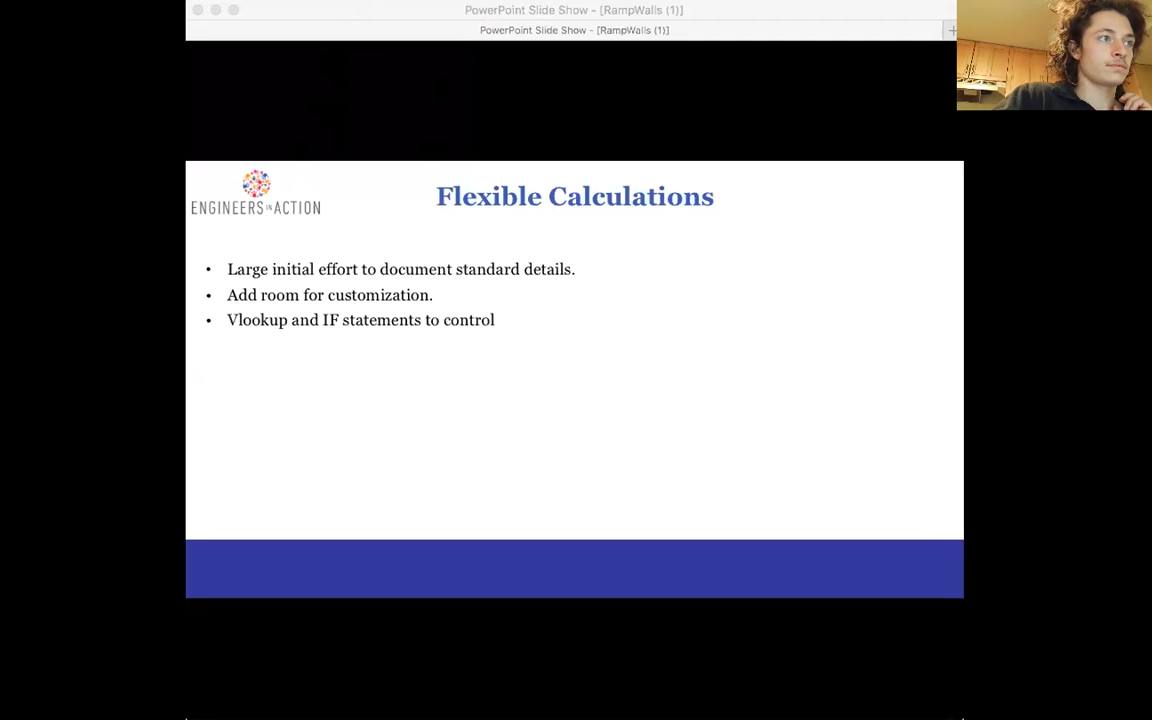 PowerPoint Slide Show - [RampWalls (1)]
PowerPoint Slide Show - [RampWalls (1)]
ENGINEERS IN ACTION
Flexible Calculations
• Large initial effort to document standard details.
• Add room for customization.
• Vlookup and IF statements to control